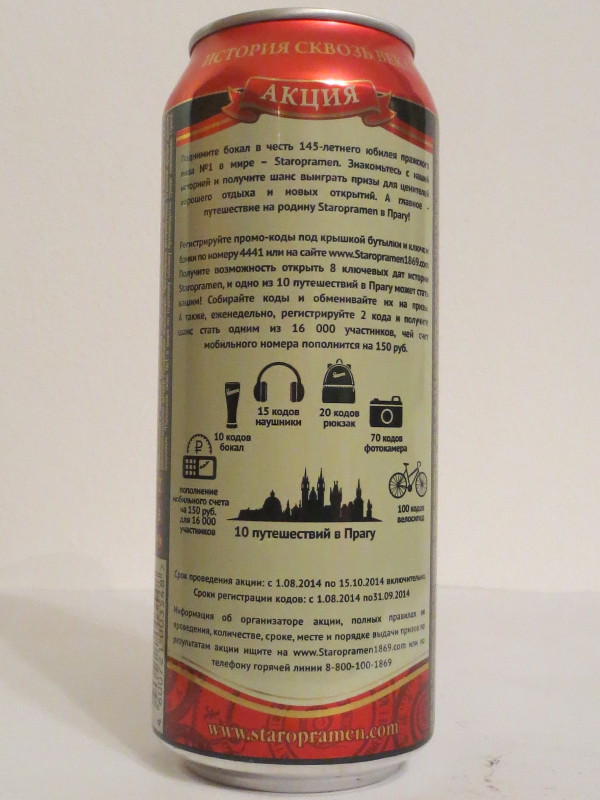 ИСТОРИЯ СКВОЗЬ ВЕКА
АКЦИЯ
Поднимите бокал в честь 145-летнего юбилея пражского
пива №1 в мире – Staropramen. Знакомьтесь с нашей
историей и получите шанс выиграть призы для ценителей
хорошего отдыха и новых открытий. А главное –
путешествие на родину Staropramen в Прагу!
Регистрируйте промо-коды под крышкой бутылки и ключом
банки по номеру 4441 или на сайте www.Staropramen1869.com
Получите возможность открыть 8 ключевых дат истории
Staropramen, и одно из 10 путешествий в Прагу может стать
вашим! Собирайте коды и обменивайте их на призы.
А также, еженедельно, регистрируйте 2 кода и получите
шанс стать одним из 16 000 участников, чей счет
мобильного номера пополнится на 150 руб.
15 кодов
наушники
20 кодов
рюкзак
10 кодов
бокал
70 кодов
фотокамера
₽
пополнение
мобильного счета
на 150 руб.
для 16 000
участников
100 кодов
велосипед
10 путешествий в Прагу
Срок проведения акции: с 1.08.2014 по 15.10.2014 включительно.
Сроки регистрации кодов: с 1.08.2014 по31.09.2014
Информация об организаторе акции, полных правилах ее
проведения, количестве, сроке, месте и порядке выдачи призов по
результатам акции ищите на www.Staropramen1869.com или по
телефону горячей линии 8-800-100-1869
www.staropramen.com